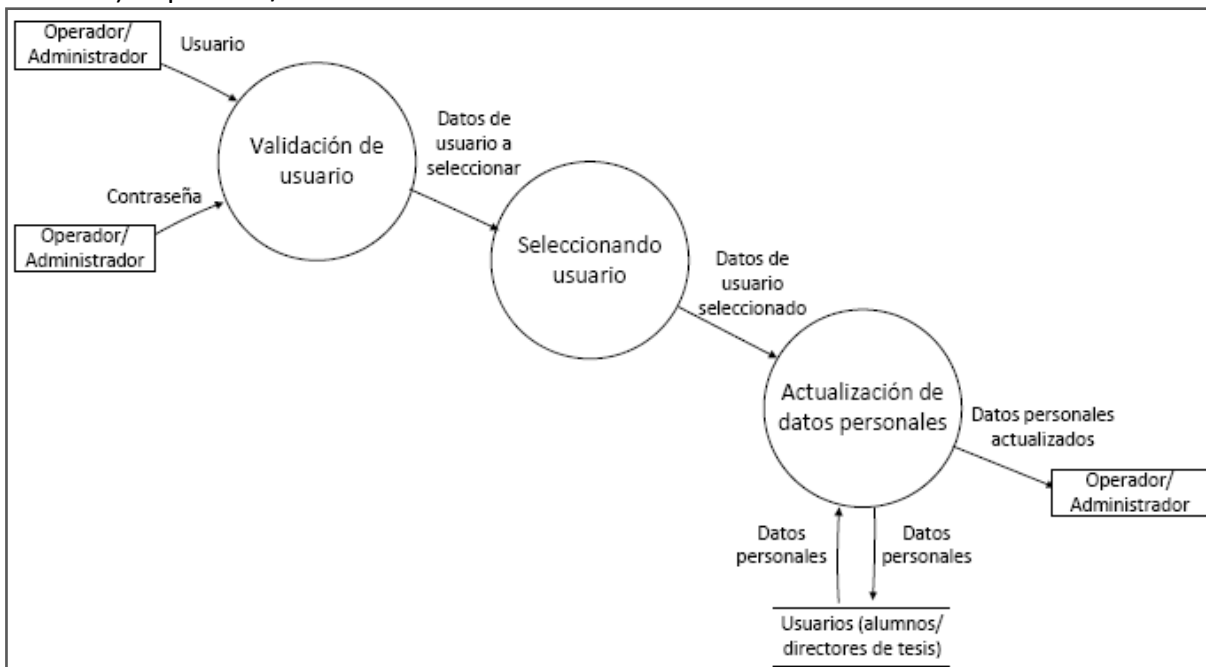 Operador/
Administrador
Usuario
Validación de
usuario
Contraseña
Operador/
Administrador
Datos de
usuario a
seleccionar
Seleccionando
usuario
Datos de
usuario
seleccionado
Actualización de
datos personales
Datos personales
actualizados
Operador/
Administrador
Datos
personales
Datos
personales
Usuarios (alumnos/
directores de tesis)